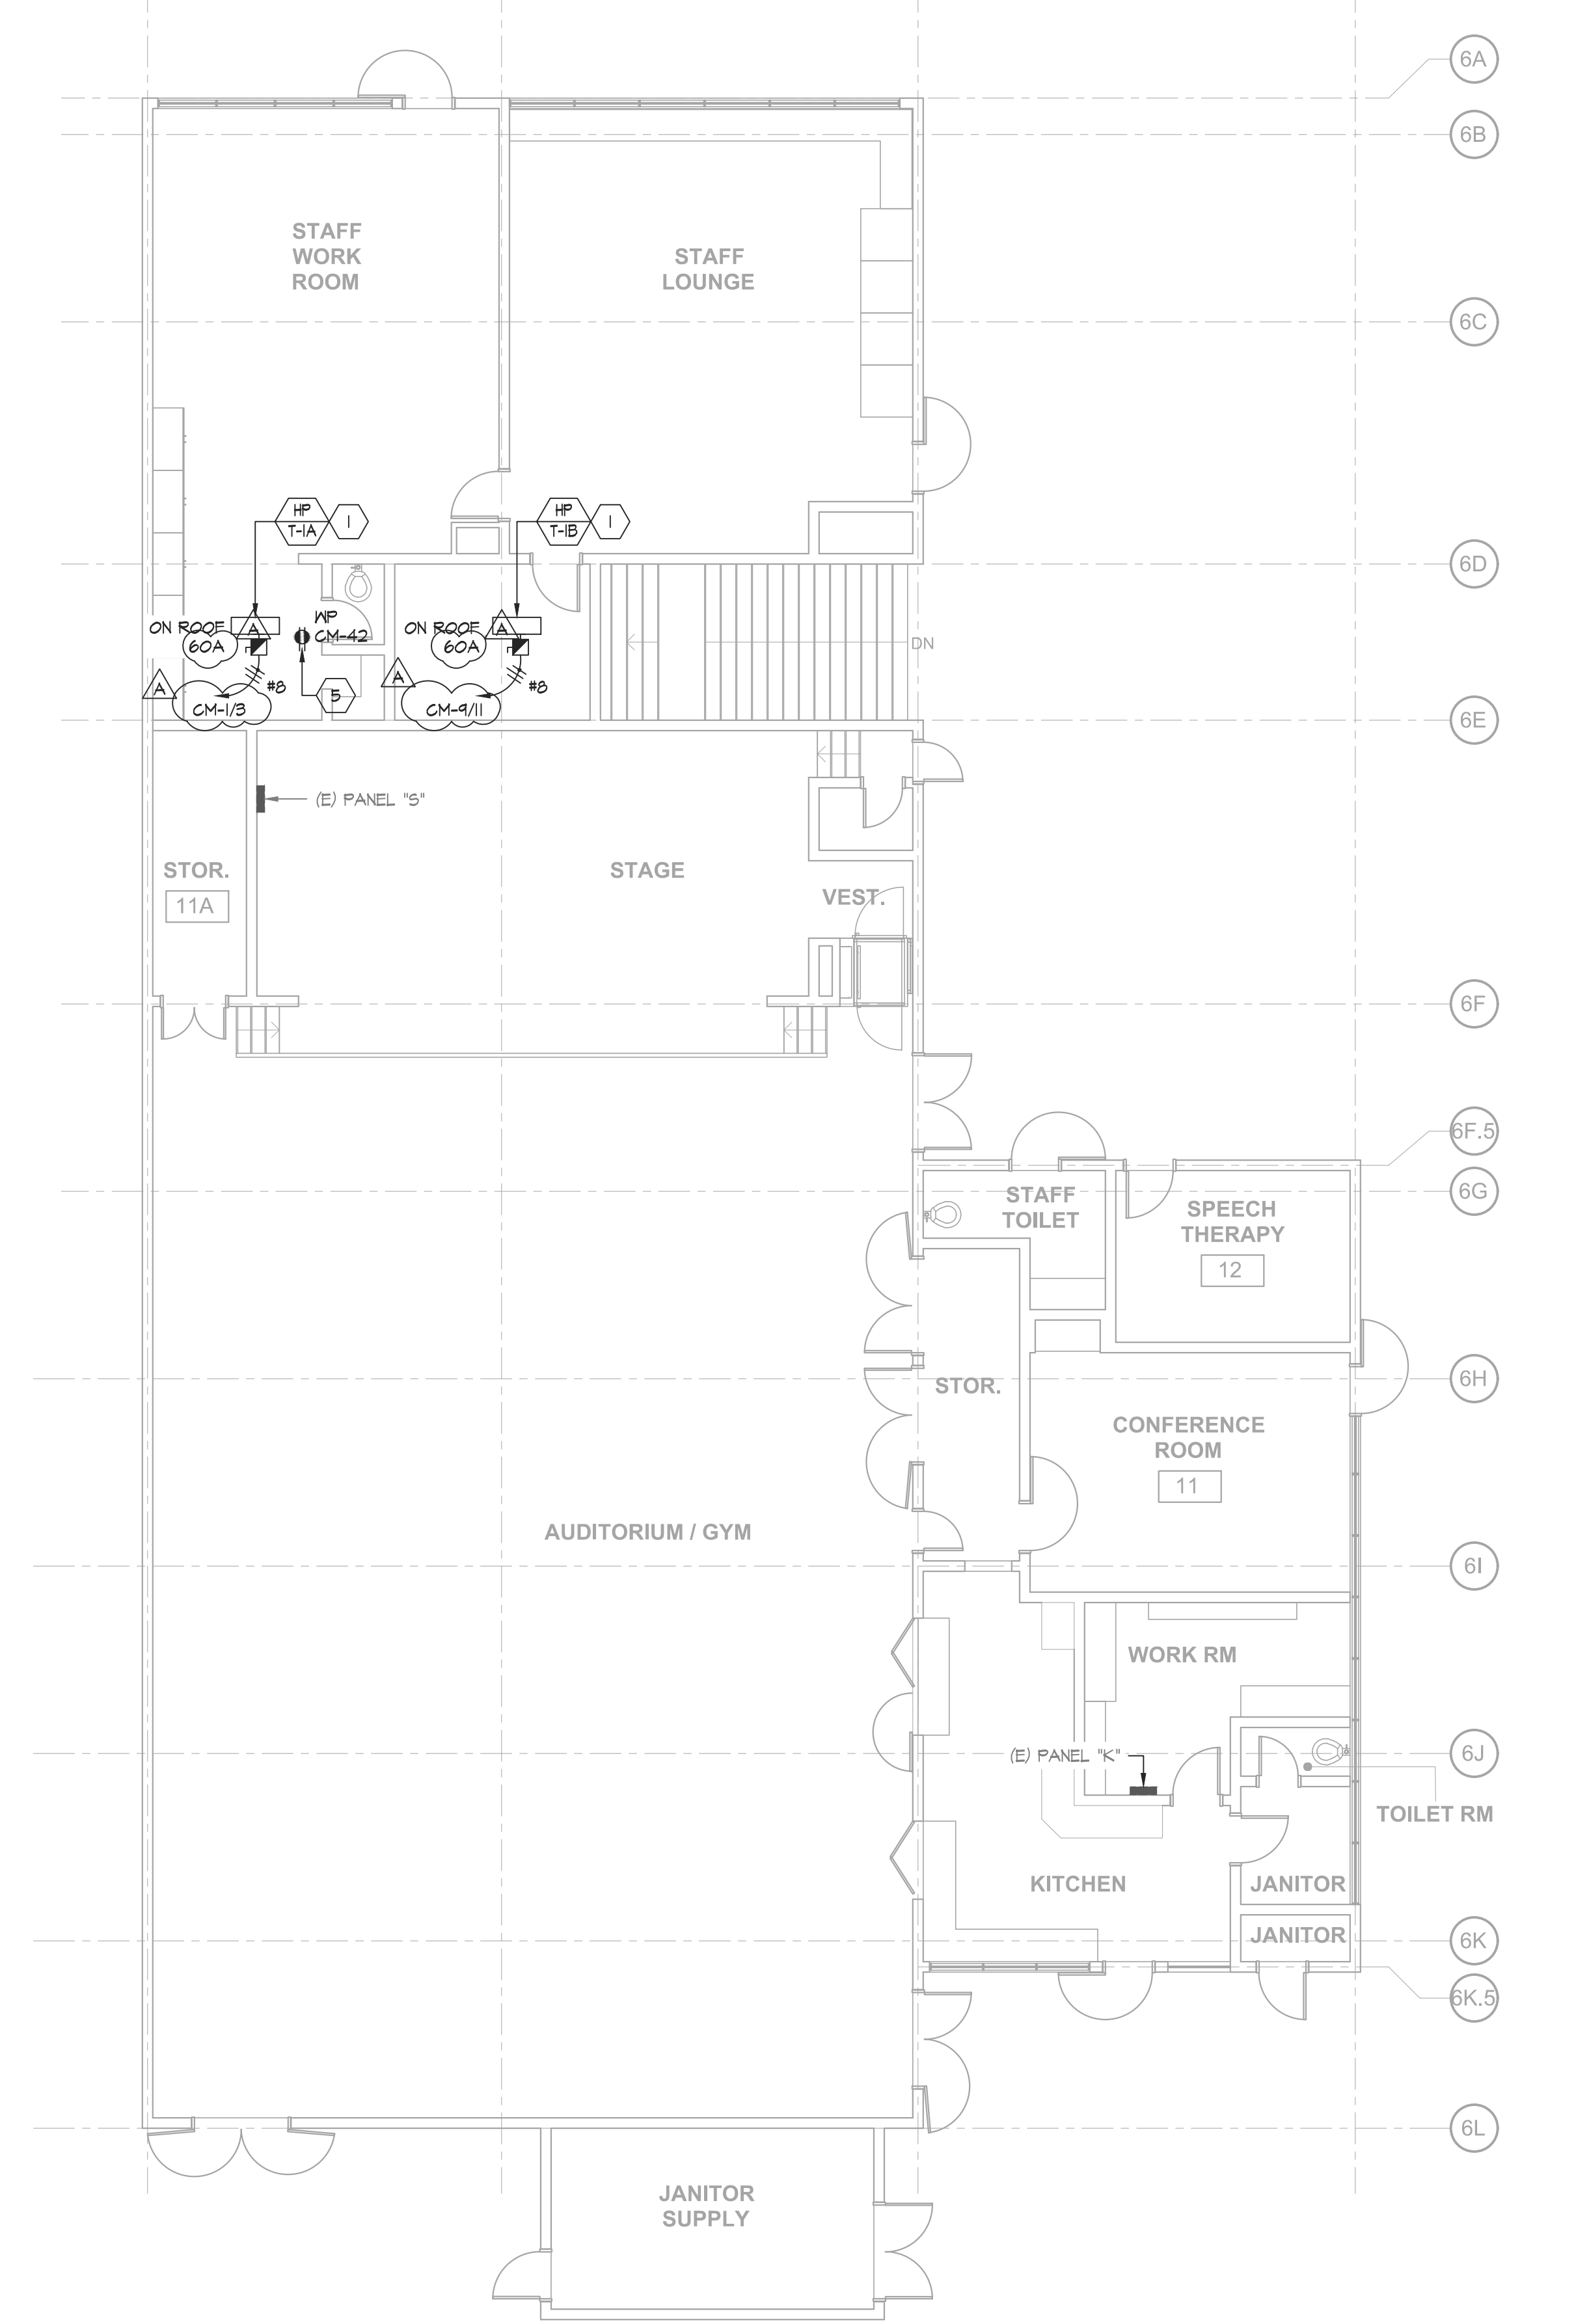 6A
6B
STAFF
WORK
ROOM
STAFF
LOUNGE
6C
HP
T-1A
1
HP
T-1B
1
6D
ON ROOF
A
60A
WP
CM-42
ON ROOF
A
60A
DN
A
#8
CM-1/3
5
A
#8
CM-9/11
6E
(E) PANEL "S"
STOR.
11A
STAGE
VEST.
6F
6F.5
6G
STAFF
TOILET
SPEECH
THERAPY
12
6H
STOR.
CONFERENCE
ROOM
11
AUDITORIUM / GYM
6I
WORK RM
(E) PANEL "K"
6J
TOILET RM
KITCHEN
JANITOR
JANITOR
6K
6K.5
6L
JANITOR
SUPPLY